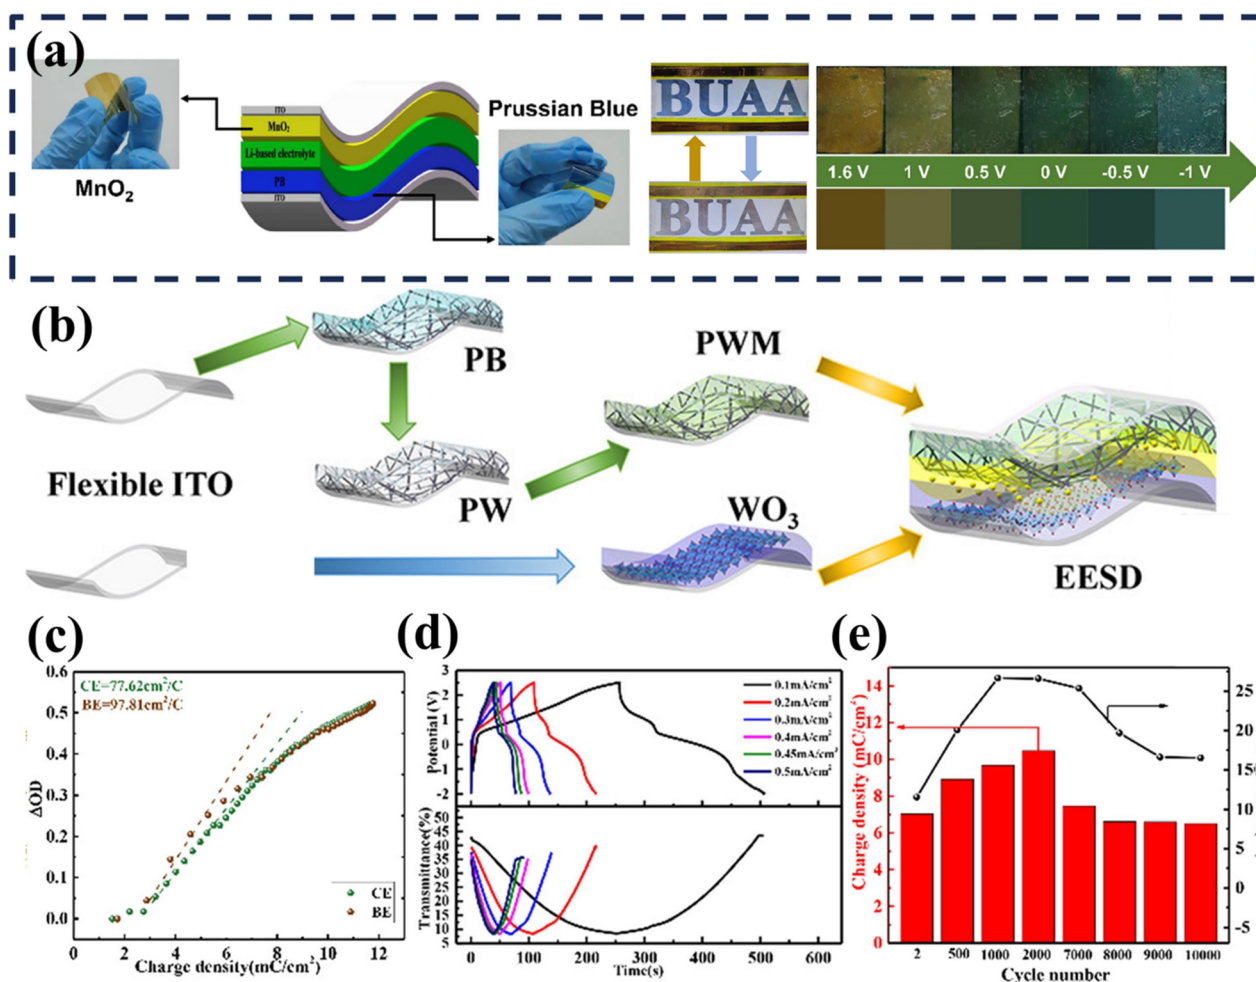 (a)
MnO2
ITO
MnO2
Li-based electrolyte
PB
ITO
Prussian Blue
BUAA
BUAA
1.6 V 1 V 0.5 V 0 V -0.5 V -1 V
(b)
Flexible ITO
PB
PW
PWM
WO3
EESD
(c)
CE=77.62cm2/C
BE=97.81cm2/C
0.6
0.5
0.4
0.3
0.2
0.1
0.0
ΔOD
CE
BE
0 2 4 6 8 10 12
Charge density(mC/cm2)
(d)
3
2
1
0
-1
-2
Potential (V)
0.1mA/cm2
0.2mA/cm2
0.3mA/cm2
0.4mA/cm2
0.45mA/cm2
0.5mA/cm2
50
45
40
35
30
25
20
15
10
5
Transmittance(%)
0 100 200 300 400 500 600
Time(s)
(e)
14
12
10
8
6
4
2
0
Charge density (mC/cm2)
25
20
15
10
5
0
-5
2 500 1000 2000 7000 8000 9000 10000
Cycle number